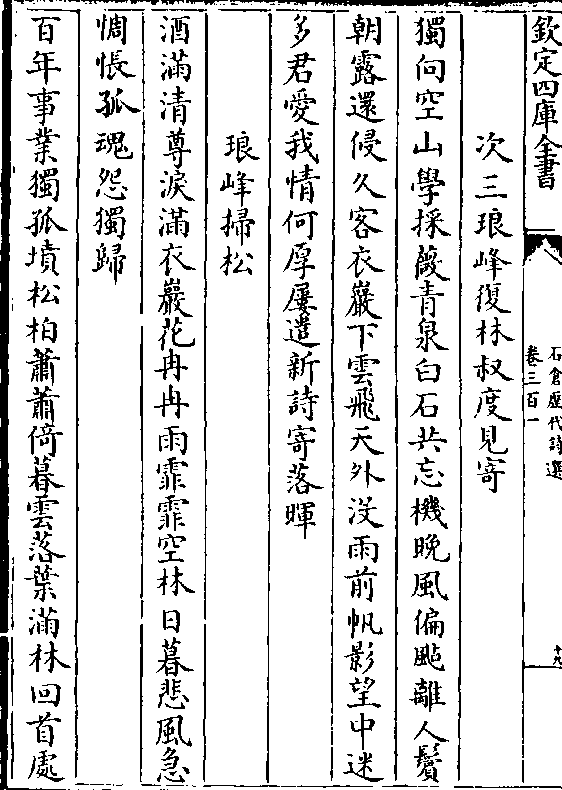 欽定四庫全書
石倉歷代詩選
卷三百一
十九
次三琅峰復林叔度見寄
獨向空山學採薇青泉白石共忘機晚風偏颭離人鬢
朝露還侵久客衣巖下雲飛天外沒雨前帆影望中迷
多君愛我情何厚屢遣新詩寄落暉
琅峰掃松
酒滿清尊淚滿衣巖花冉冉雨霏霏空林日暮悲風急
惆悵孤魂怨獨歸
百年事業獨孤墳松柏蕭蕭倚暮雲落葉滿林回首處